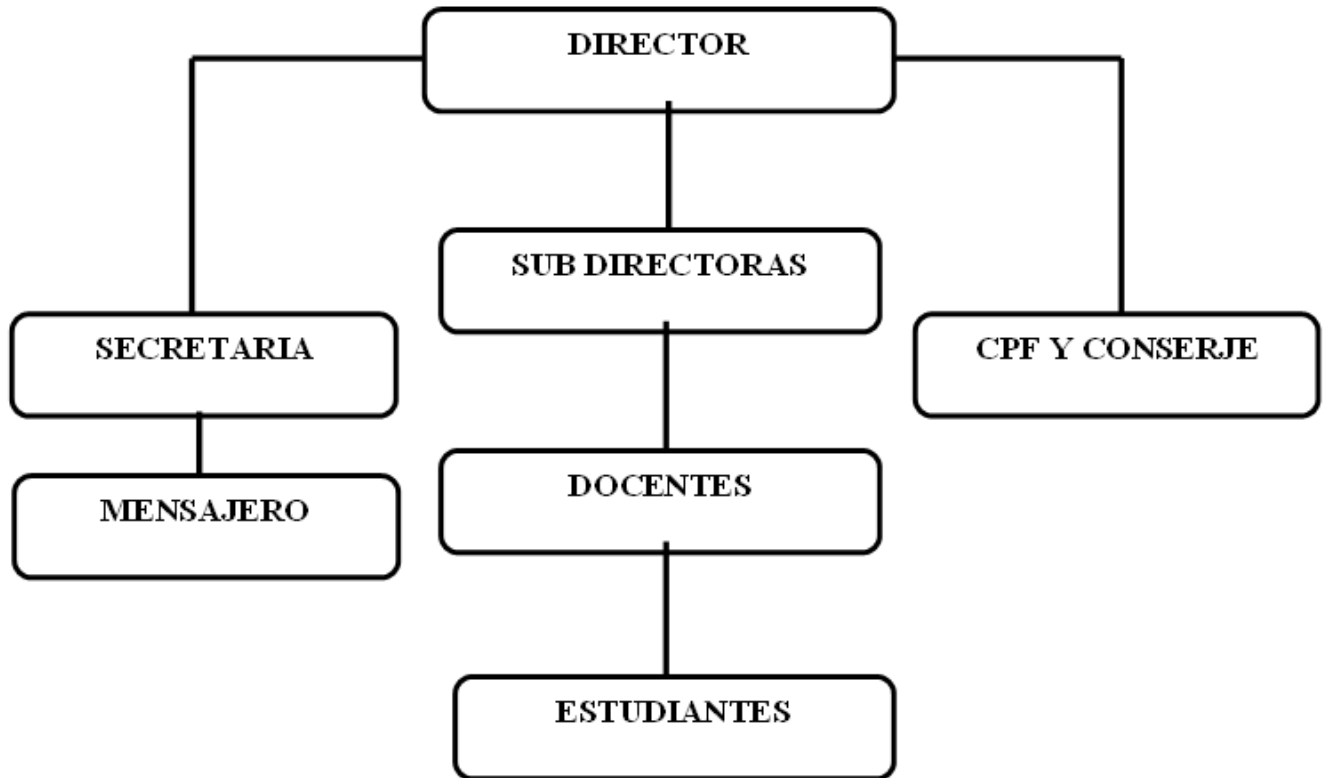 DIRECTOR
SUB DIRECTORAS
SECRETARIA
CPF Y CONSERJE
DOCENTES
MENSAJERO
ESTUDIANTES